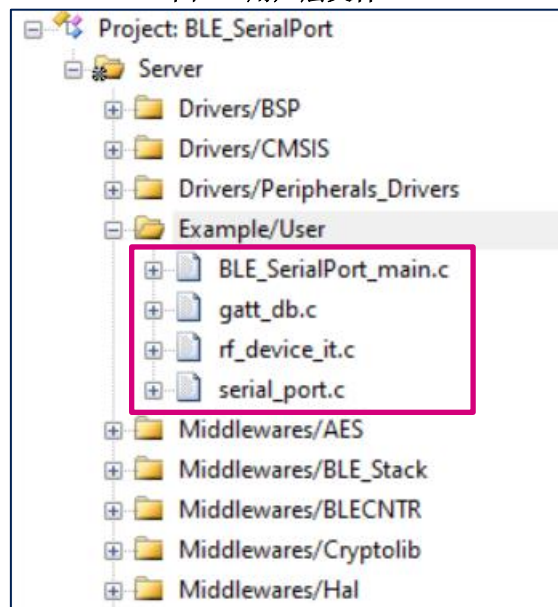 Project: BLE_SerialPort
Server
Drivers/BSP
Drivers/CMSIS
Drivers/Peripherals_Drivers
Example/User
BLE_SerialPort_main.c
gatt_db.c
rf_device_it.c
serial_port.c
Middlewares/AES
Middlewares/BLE_Stack
Middlewares/BLECNTR
Middlewares/Cryptolib
Middlewares/Hal